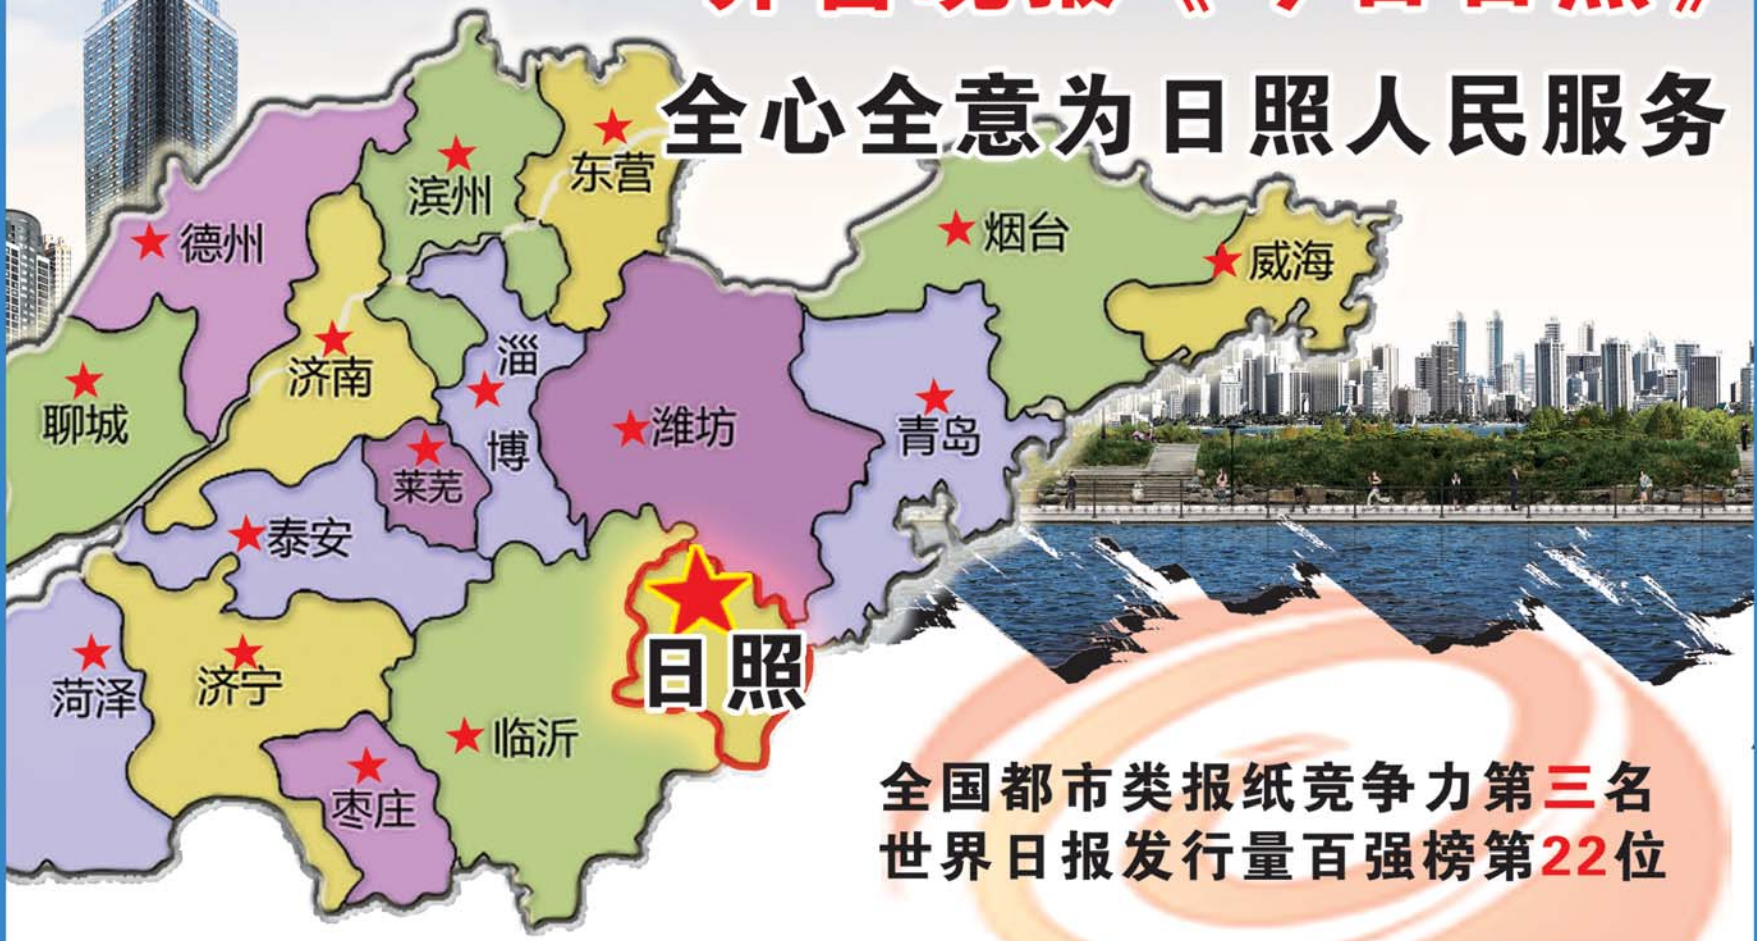 全心全意为日照人民服务
东营
滨州
烟台
德州
威海
淄
博
济南
聊城
潍坊
青岛
莱芜
泰安
日照
济宁
菏泽
临沂
枣庄
全国都市类报纸竞争力第三名
世界日报发行量百强榜第22位